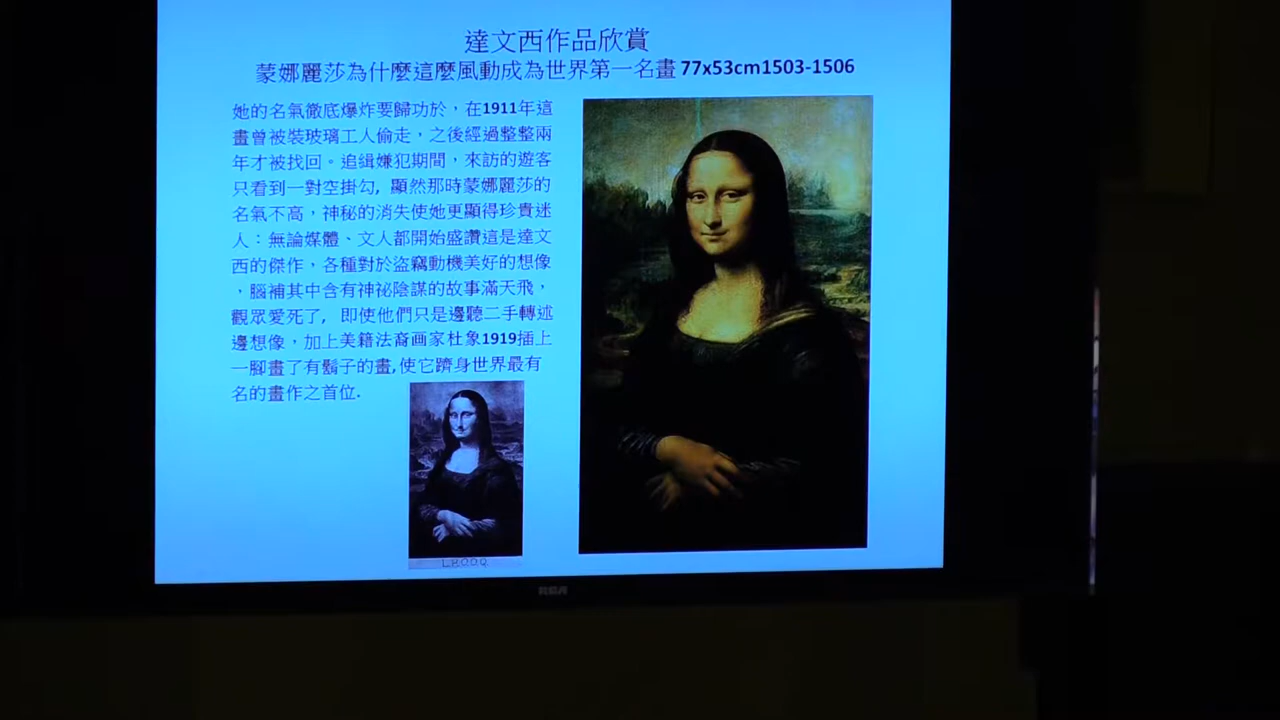 達文西作品欣賞
蒙娜麗莎為什麼這麼風動成為世界第一名畫 77x53cm1503-1506
她的名氣徹底爆炸要歸功於，在1911年這
畫曾被裝玻璃工人偷走，之後經過整整兩
年才被找回。追緝嫌犯期間，來訪的遊客
只看到一對空掛勾, 顯然那時蒙娜麗莎的
名氣不高，神秘的消失使她更顯得珍貴迷
人：無論媒體、文人都開始盛讚這是達文
西的傑作，各種對於盜竊動機美好的想像
，腦補其中含有神祕陰謀的故事滿天飛，
觀眾愛死了, 即使他們只是邊聽二手轉述
邊想像，加上美籍法裔画家杜象1919插上
一腳畫了有鬍子的畫,使它躋身世界最有
名的畫作之首位.
L.H.O.O.Q
RCA